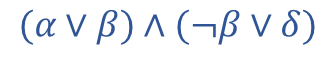 (α ∨ β) ∧ (¬β ∨ δ)